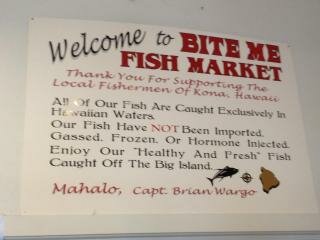 Welcome to BITE ME
FISH MARKET
Thank You For Supporting The
Local Fishermen Of Kona, Hawaii
All Of Our Fish Are Caught Exclusively In
Hawaiian Waters.
Our Fish Have NOT Been Imported,
Gassed, Frozen, Or Hormone Injected.
Enjoy Our "Healthy And Fresh" Fish
Caught Off The Big Island.
Mahalo, Capt. Brian Wargo